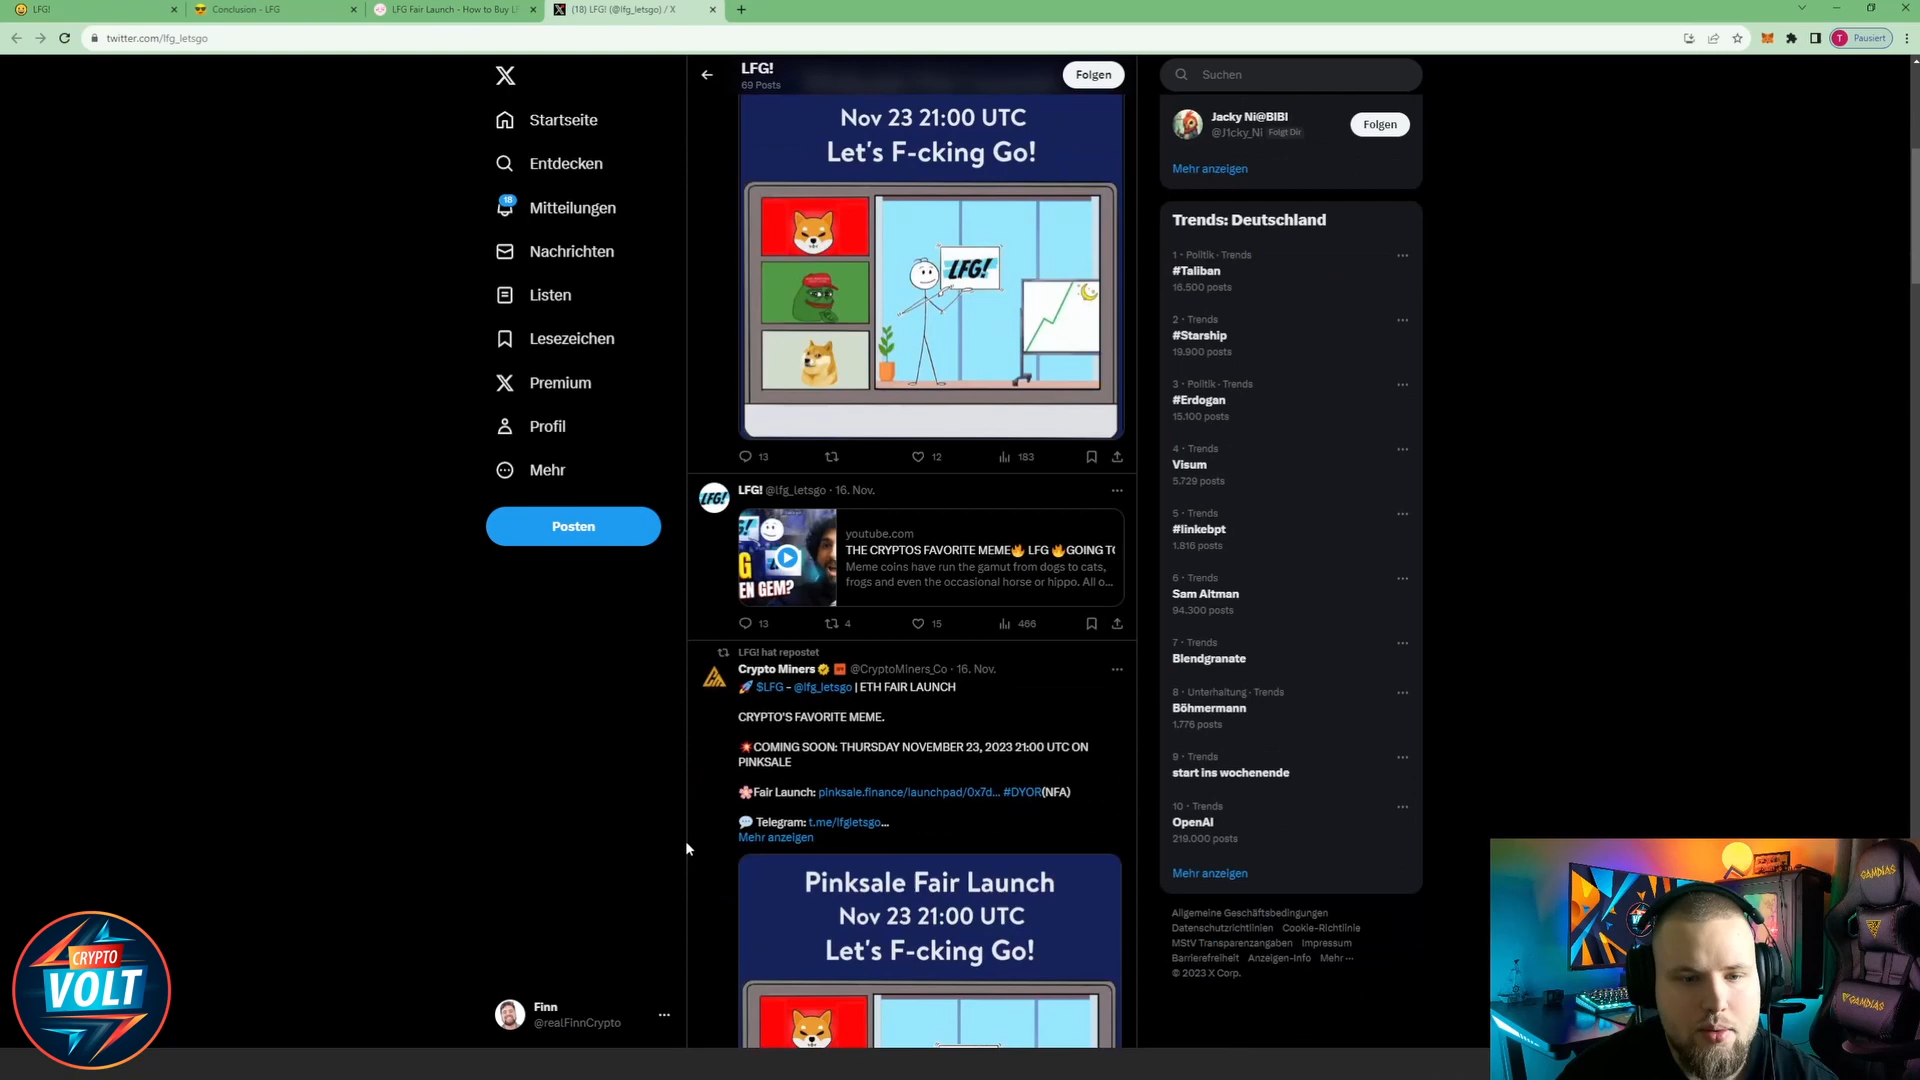 LFG!
Conclusion - LFG
LFG Fair Launch - How to Buy LF
(18) LFG! (@lfg_letsgo) / X
twitter.com/lfg_letsgo
T
Pausiert
Startseite
Entdecken
18
Mitteilungen
Nachrichten
Listen
Lesezeichen
Premium
Profil
Mehr
Posten
Finn
@realFinnCrypto
CRYPTO
VOLT
LFG!
69 Posts
Folgen
Nov 23 21:00 UTC
Let's F-cking Go!
LFG!
13
12
183
LFG! @lfg_letsgo · 16. Nov.
LFG!
EN GEM?
youtube.com
THE CRYPTOS FAVORITE MEME🔥 LFG 🔥GOING TO
Meme coins have run the gamut from dogs to cats,
frogs and even the occasional horse or hippo. All o...
13
4
15
466
LFG! hat repostet
Crypto Miners @CryptoMiners_Co · 16. Nov.
🚀 $LFG - @lfg_letsgo | ETH FAIR LAUNCH
CRYPTO'S FAVORITE MEME.
💥COMING SOON: THURSDAY NOVEMBER 23, 2023 21:00 UTC ON
PINKSALE
🌸Fair Launch: pinksale.finance/launchpad/0x7d... #DYOR(NFA)
💬 Telegram: t.me/lfgletsgo...
Mehr anzeigen
Pinksale Fair Launch
Nov 23 21:00 UTC
Let's F-cking Go!
Suchen
Jacky Ni@BIBI
@J1cky_Ni Folgt Dir
Folgen
Mehr anzeigen
Trends: Deutschland
1 · Politik · Trends
#Taliban
16.500 posts
2 · Trends
#Starship
19.900 posts
3 · Politik · Trends
#Erdogan
15.100 posts
4 · Trends
Visum
5.729 posts
5 · Trends
#linkebpt
1.816 posts
6 · Trends
Sam Altman
94.300 posts
7 · Trends
Blendgranate
8 · Unterhaltung · Trends
Böhmermann
1.776 posts
9 · Trends
start ins wochenende
10 · Trends
OpenAI
219.000 posts
Mehr anzeigen
Allgemeine Geschäftsbedingungen
Datenschutzrichtlinien Cookie-Richtlinie
MStV Transparenzangaben Impressum
Barrierefreiheit Anzeigen-Info Mehr ···
© 2023 X Corp.
GAMDIAS
GAMDIAS